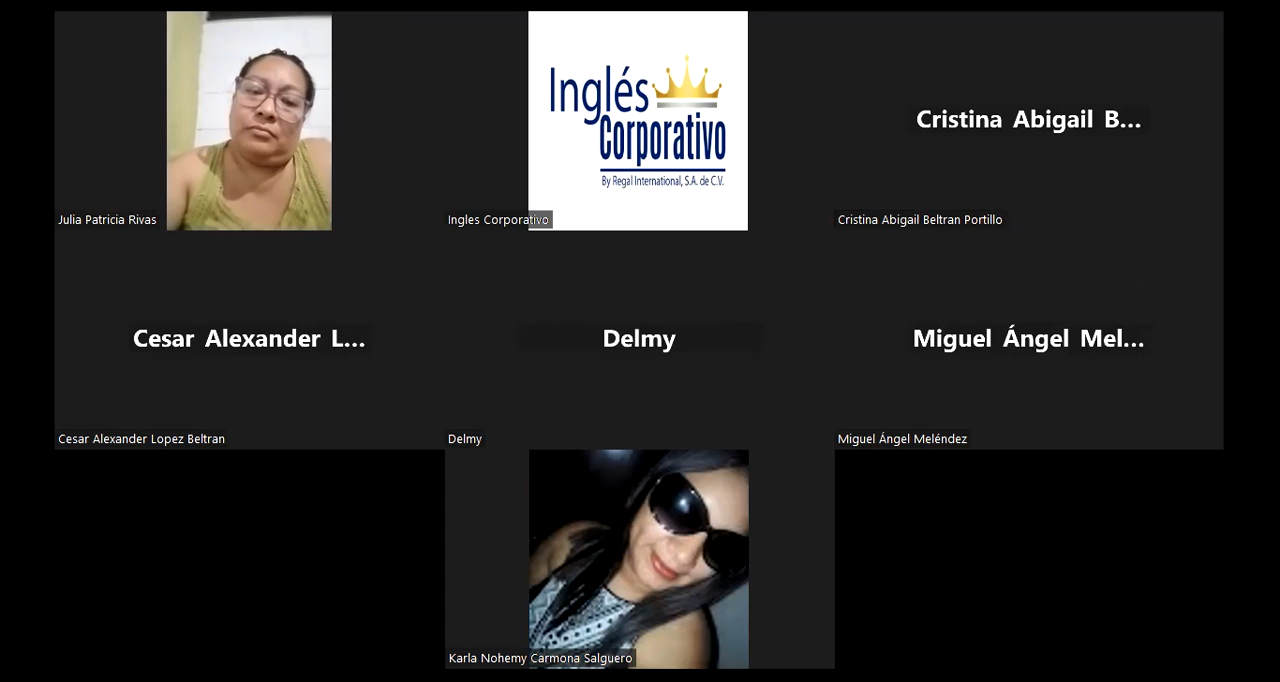 Inglés
Corporativo
By Regal International, S.A. de C.V.
Cristina Abigail B...
Julia Patricia Rivas
Ingles Corporativo
Cristina Abigail Beltran Portillo
Cesar Alexander L...
Delmy
Miguel Ángel Mel...
Cesar Alexander Lopez Beltran
Delmy
Miguel Ángel Meléndez
Karla Nohemy Carmona Salguero